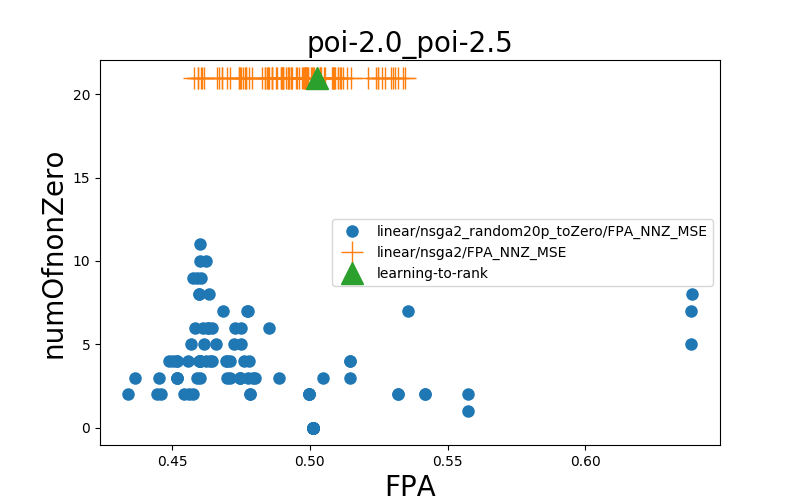 poi-2.0_poi-2.5
numOfnonZero
20
15
10
5
0
linear/nsga2_random20p_toZero/FPA_NNZ_MSE
linear/nsga2/FPA_NNZ_MSE
learning-to-rank
0.45 0.50 0.55 0.60
FPA